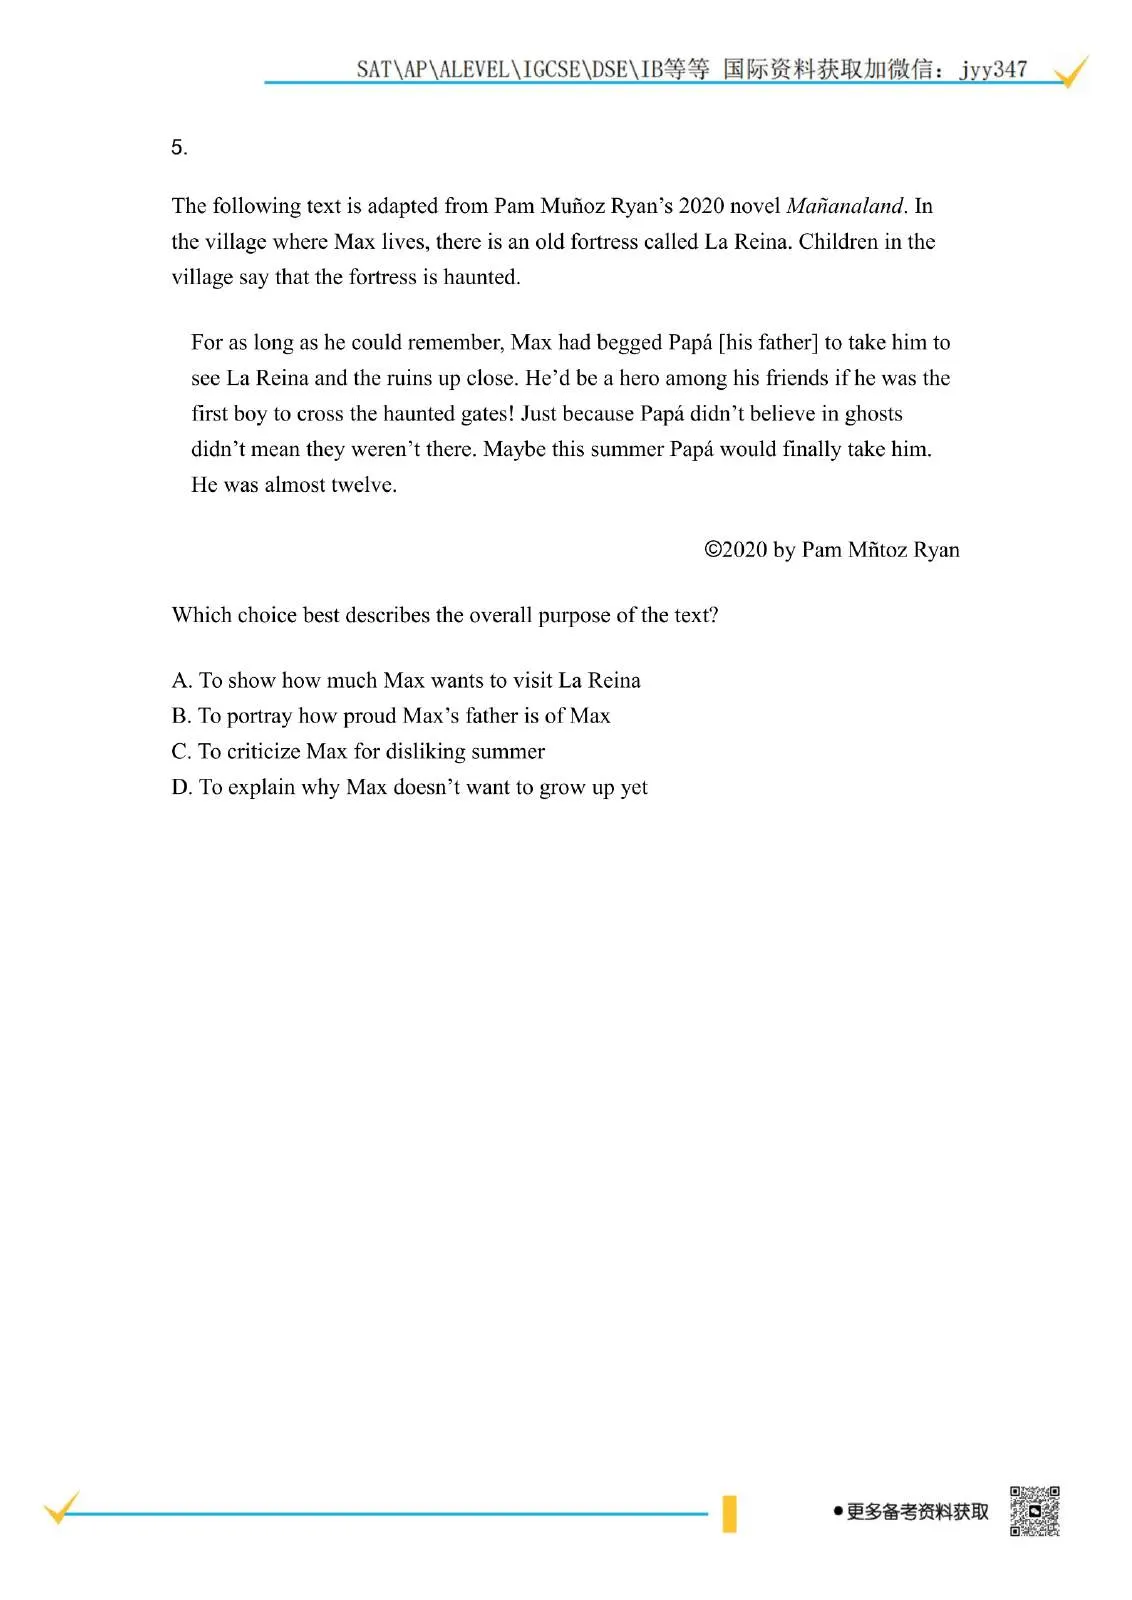 SAT\AP\ALEVEL\IGCSE\DSE\IB等等 国际资料获取加微信：jyy347
5.
The following text is adapted from Pam Muñoz Ryan’s 2020 novel Mañanaland. In
the village where Max lives, there is an old fortress called La Reina. Children in the
village say that the fortress is haunted.
For as long as he could remember, Max had begged Papá [his father] to take him to
see La Reina and the ruins up close. He’d be a hero among his friends if he was the
first boy to cross the haunted gates! Just because Papá didn’t believe in ghosts
didn’t mean they weren’t there. Maybe this summer Papá would finally take him.
He was almost twelve.
©2020 by Pam Mñtoz Ryan
Which choice best describes the overall purpose of the text?
A. To show how much Max wants to visit La Reina
B. To portray how proud Max’s father is of Max
C. To criticize Max for disliking summer
D. To explain why Max doesn’t want to grow up yet
●更多备考资料获取